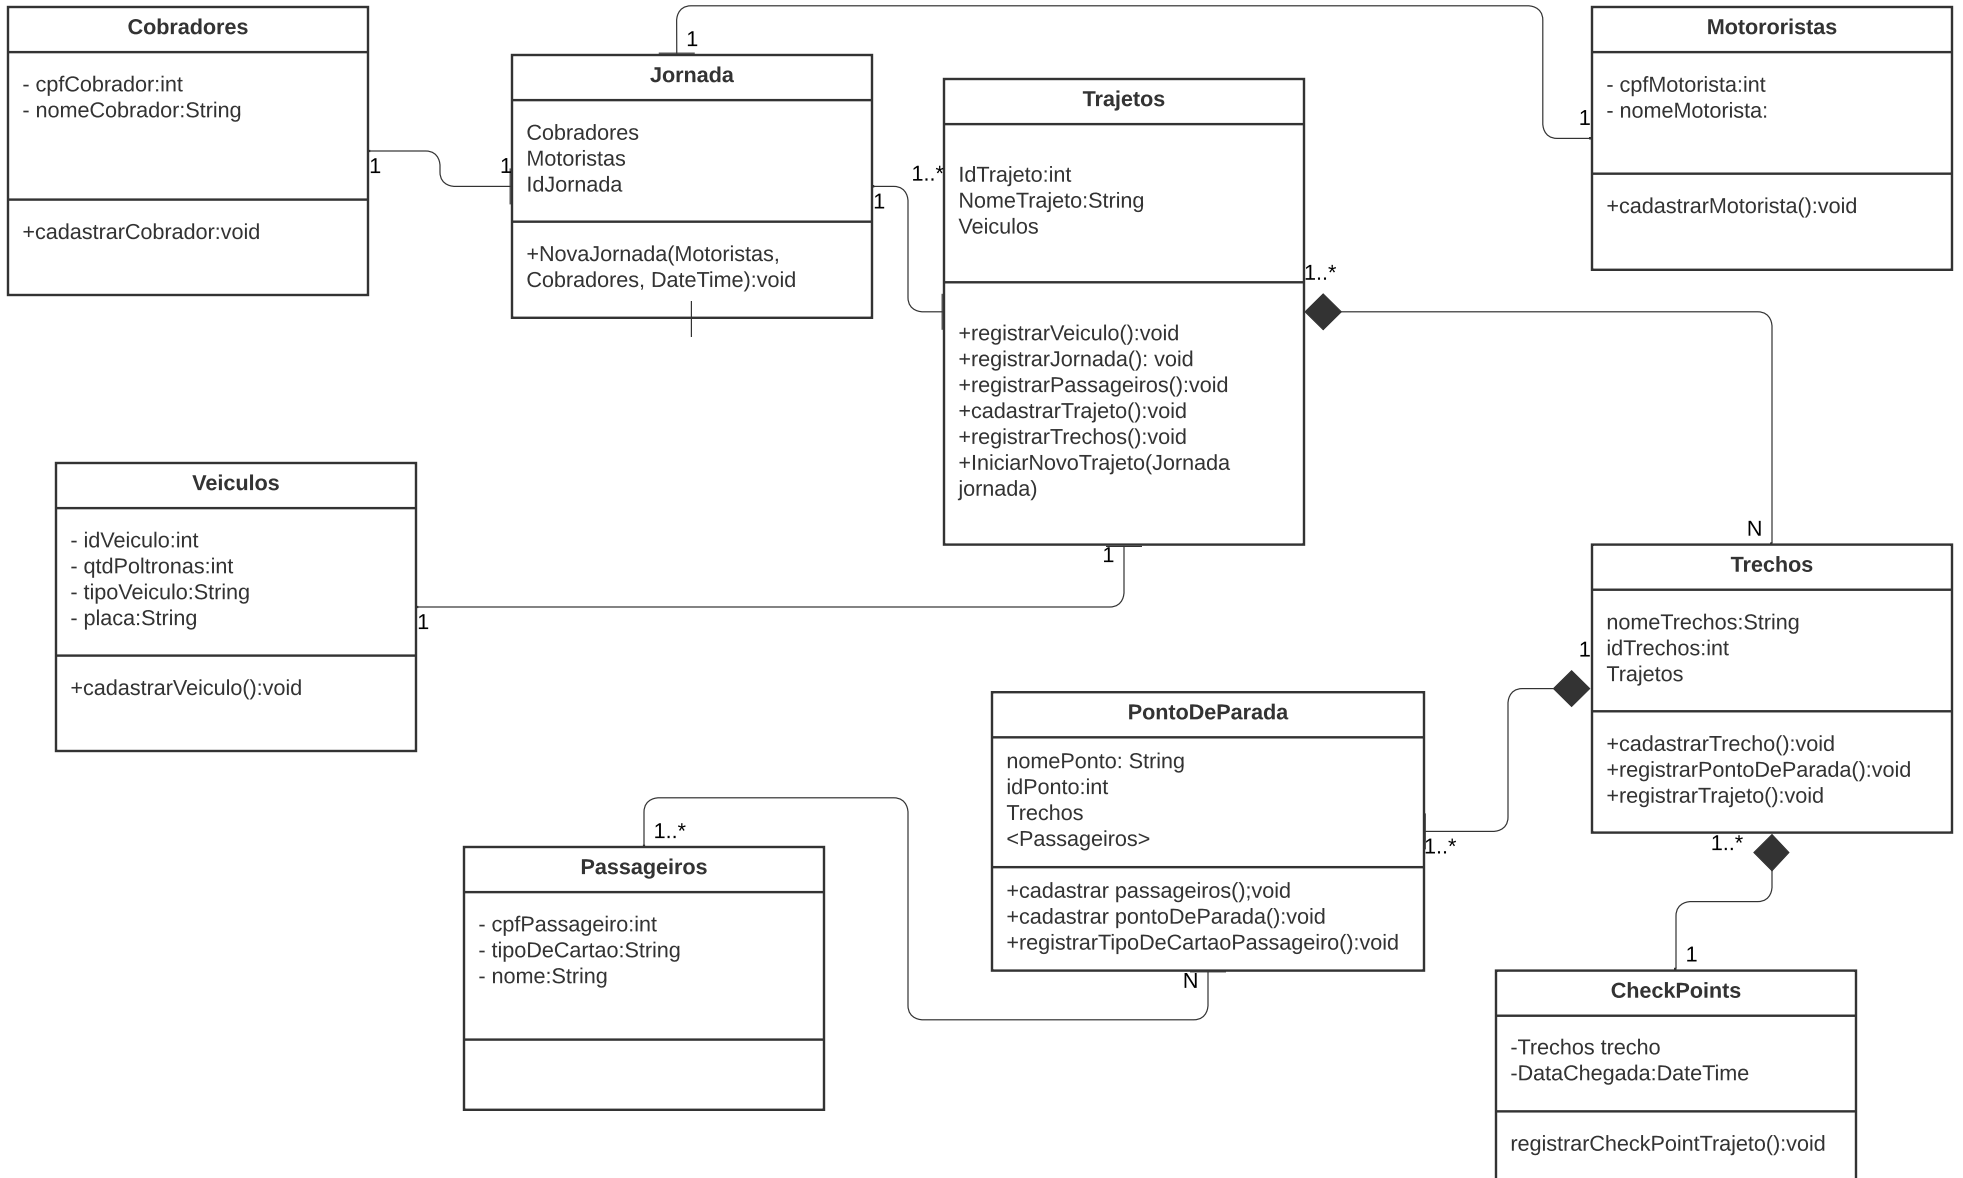 Cobradores
- cpfCobrador:int
- nomeCobrador:String
+cadastrarCobrador:void
1
1
Jornada
Cobradores
Motoristas
IdJornada
+NovaJornada(Motoristas,
Cobradores, DateTime):void
1
1
1..*
Trajetos
IdTrajeto:int
NomeTrajeto:String
Veiculos
+registrarVeiculo():void
+registrarJornada(): void
+registrarPassageiros():void
+cadastrarTrajeto():void
+registrarTrechos():void
+IniciarNovoTrajeto(Jornada
jornada)
1..*
1
Motororistas
- cpfMotorista:int
- nomeMotorista:
+cadastrarMotorista():void
1
Veiculos
- idVeiculo:int
- qtdPoltronas:int
- tipoVeiculo:String
- placa:String
+cadastrarVeiculo():void
1
N
Trechos
nomeTrechos:String
idTrechos:int
Trajetos
+cadastrarTrecho():void
+registrarPontoDeParada():void
+registrarTrajeto():void
1
1..*
PontoDeParada
nomePonto: String
idPonto:int
Trechos
<Passageiros>
+cadastrar passageiros();void
+cadastrar pontoDeParada():void
+registrarTipoDeCartaoPassageiro():void
1..*
N
1..*
Passageiros
- cpfPassageiro:int
- tipoDeCartao:String
- nome:String
1
CheckPoints
-Trechos trecho
-DataChegada:DateTime
registrarCheckPointTrajeto():void